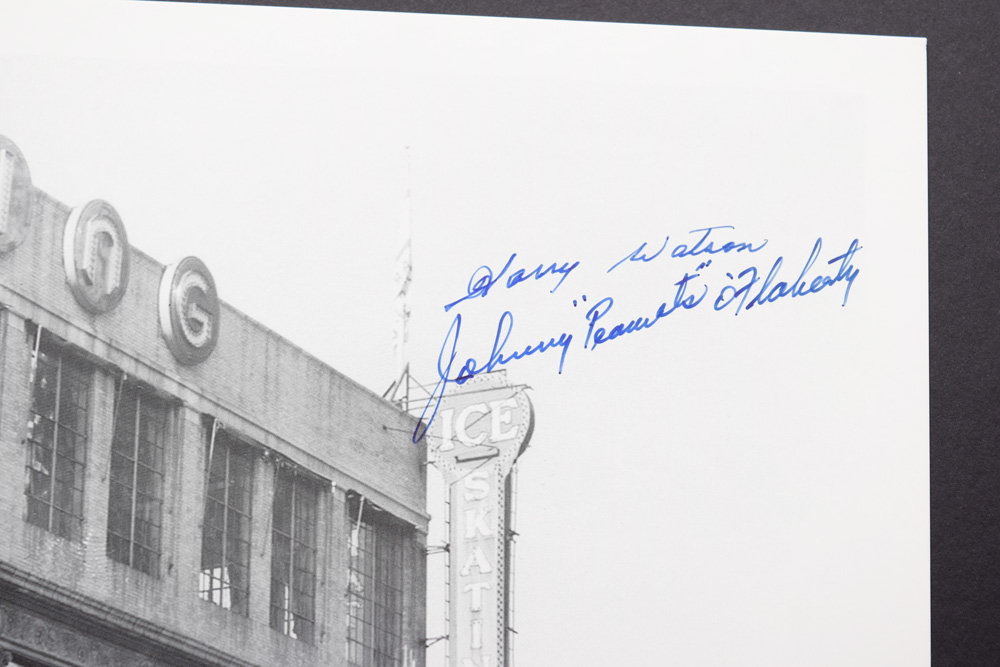 Harry Watson
Johnny "Peanuts" O'Flaherty
N G
ICE
SKATIN